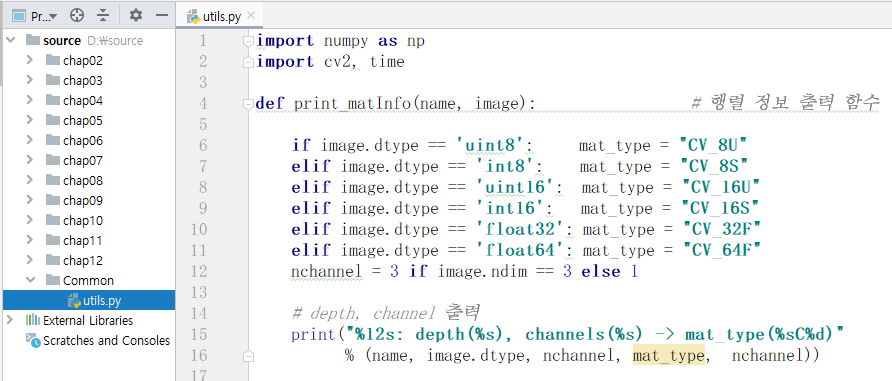 Pr...
utils.py
source D:￦source
chap02
chap03
chap04
chap05
chap06
chap07
chap08
chap09
chap10
chap11
chap12
Common
utils.py
External Libraries
Scratches and Consoles
1 import numpy as np
2 import cv2, time
3
4 def print_matInfo(name, image): # 행렬 정보 출력 함수
5
6 if image.dtype == 'uint8': mat_type = "CV_8U"
7 elif image.dtype == 'int8': mat_type = "CV_8S"
8 elif image.dtype == 'uint16': mat_type = "CV_16U"
9 elif image.dtype == 'int16': mat_type = "CV_16S"
10 elif image.dtype == 'float32': mat_type = "CV_32F"
11 elif image.dtype == 'float64': mat_type = "CV_64F"
12 nchannel = 3 if image.ndim == 3 else 1
13
14 # depth, channel 출력
15 print("%12s: depth(%s), channels(%s) -> mat_type(%sC%d)"
16 % (name, image.dtype, nchannel, mat_type, nchannel))
17